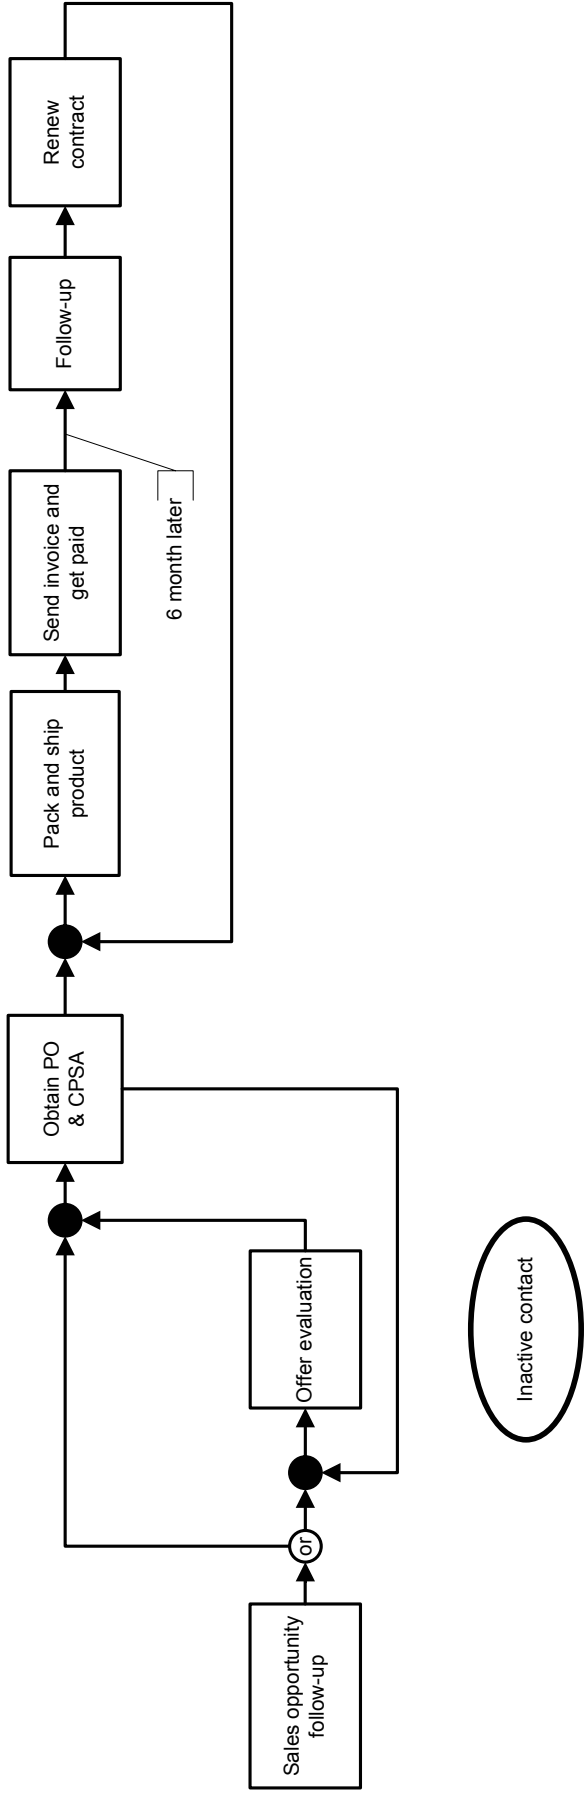 Sales opportunity
follow-up
or
Offer evaluation
Obtain PO
& CPSA
Pack and ship
product
Send invoice and
get paid
6 month later
Follow-up
Renew
contract
Inactive contact